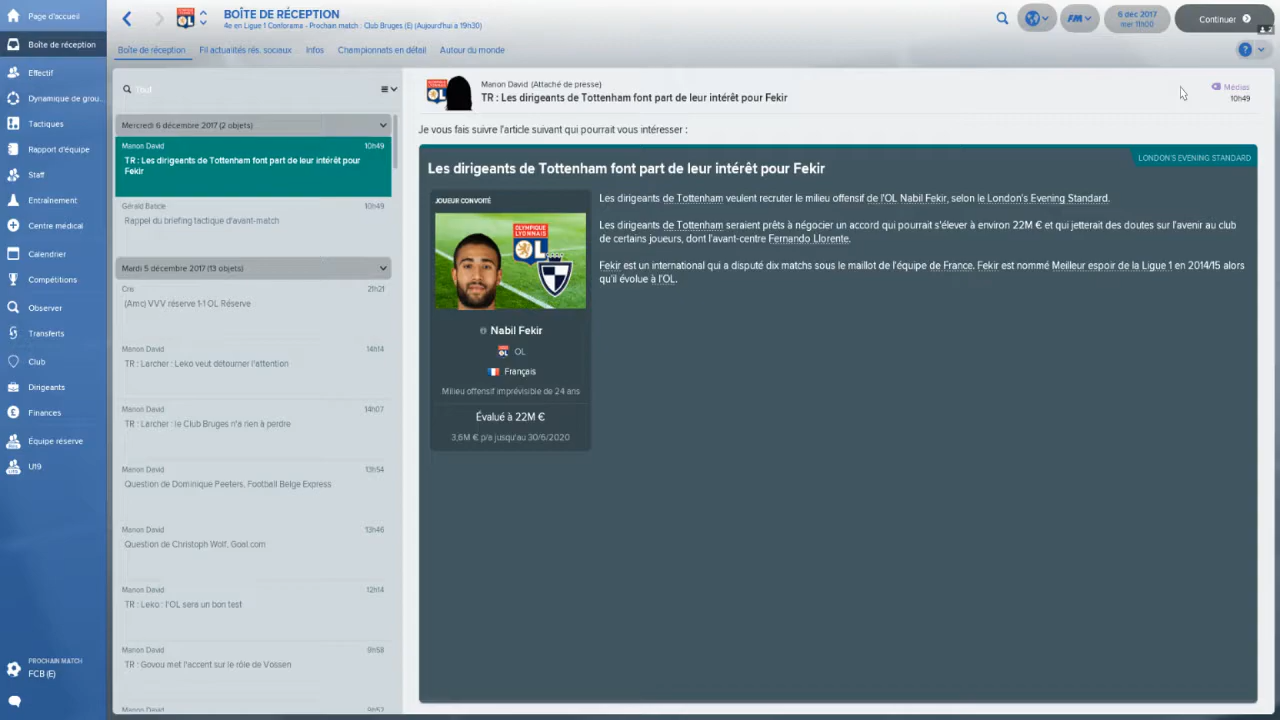 Page d'accueil
Boîte de réception
Effectif
Dynamique de grou...
Tactiques
Rapport d'équipe
Staff
Entraînement
Centre médical
Calendrier
Compétitions
Observer
Transferts
Club
Dirigeants
Finances
Équipe réserve
U19
PROCHAIN MATCH
FCB (E)
BOÎTE DE RÉCEPTION
4e en Ligue 1 Conforama - Prochain match : Club Bruges (E) (Aujourd'hui à 19h30)
FM
6 déc 2017
mer 11h00
Continuer
2
Boîte de réception
Fil actualités rés. sociaux
Infos
Championnats en détail
Autour du monde
?
Tout
Mercredi 6 décembre 2017 (2 objets)
Manon David 10h49
TR : Les dirigeants de Tottenham font part de leur intérêt pour
Fekir
Gérald Baticle 10h49
Rappel du briefing tactique d'avant-match
Mardi 5 décembre 2017 (13 objets)
Cris 21h21
(Amc) VVV réserve 1-1 OL Réserve
Manon David 14h14
TR : Larcher : Leko veut détourner l'attention
Manon David 14h07
TR : Larcher : le Club Bruges n'a rien à perdre
Manon David 13h54
Question de Dominique Peeters, Football Belge Express
Manon David 13h46
Question de Christoph Wolf, Goal.com
Manon David 12h14
TR : Leko : l'OL sera un bon test
Manon David 9h58
TR : Govou met l'accent sur le rôle de Vossen
Manon David 9h57
Manon David (Attaché de presse)
TR : Les dirigeants de Tottenham font part de leur intérêt pour Fekir
Médias
10h49
Je vous fais suivre l'article suivant qui pourrait vous intéresser :
LONDON'S EVENING STANDARD
Les dirigeants de Tottenham font part de leur intérêt pour Fekir
JOUEUR CONVOITÉ
OLYMPIQUE LYONNAIS
OL
Nabil Fekir
OL
Français
Milieu offensif imprévisible de 24 ans
Évalué à 22M €
3,6M € p/a jusqu'au 30/6/2020
Les dirigeants de Tottenham veulent recruter le milieu offensif de l'OL Nabil Fekir, selon le London's Evening Standard.
Les dirigeants de Tottenham seraient prêts à négocier un accord qui pourrait s'élever à environ 22M € et qui jetterait des doutes sur l'avenir au club
de certains joueurs, dont l'avant-centre Fernando Llorente.
Fekir est un international qui a disputé dix matchs sous le maillot de l'équipe de France. Fekir est nommé Meilleur espoir de la Ligue 1 en 2014/15 alors
qu'il évolue à l'OL.